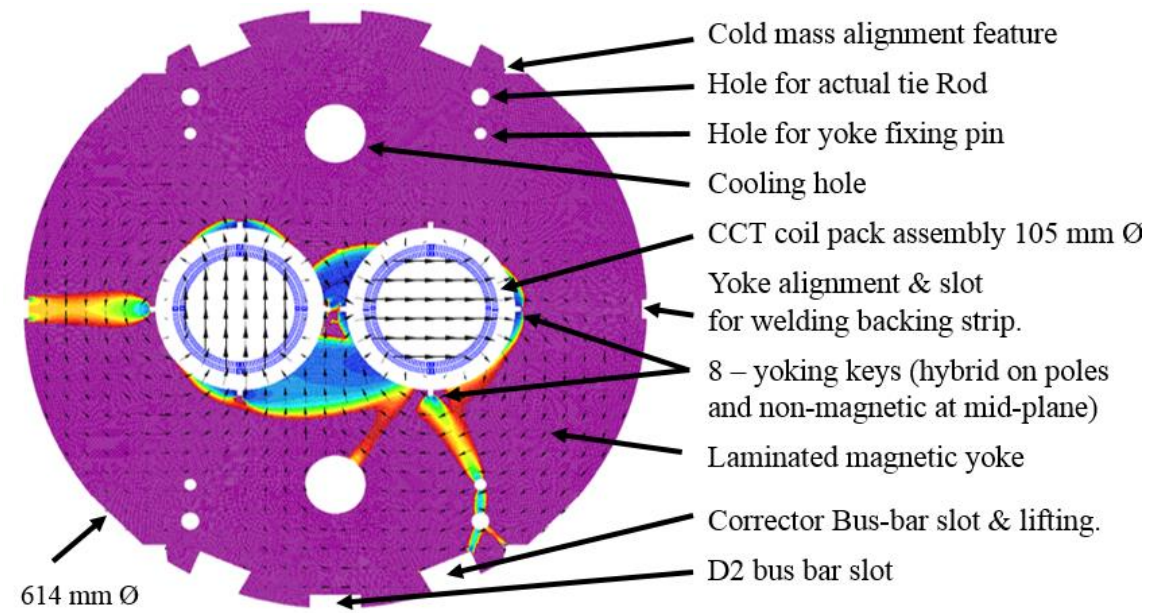 Cold mass alignment feature
Hole for actual tie Rod
Hole for yoke fixing pin
Cooling hole
CCT coil pack assembly 105 mm Ø
Yoke alignment & slot
for welding backing strip.
8 – yoking keys (hybrid on poles
and non-magnetic at mid-plane)
Laminated magnetic yoke
Corrector Bus-bar slot & lifting.
D2 bus bar slot
614 mm Ø